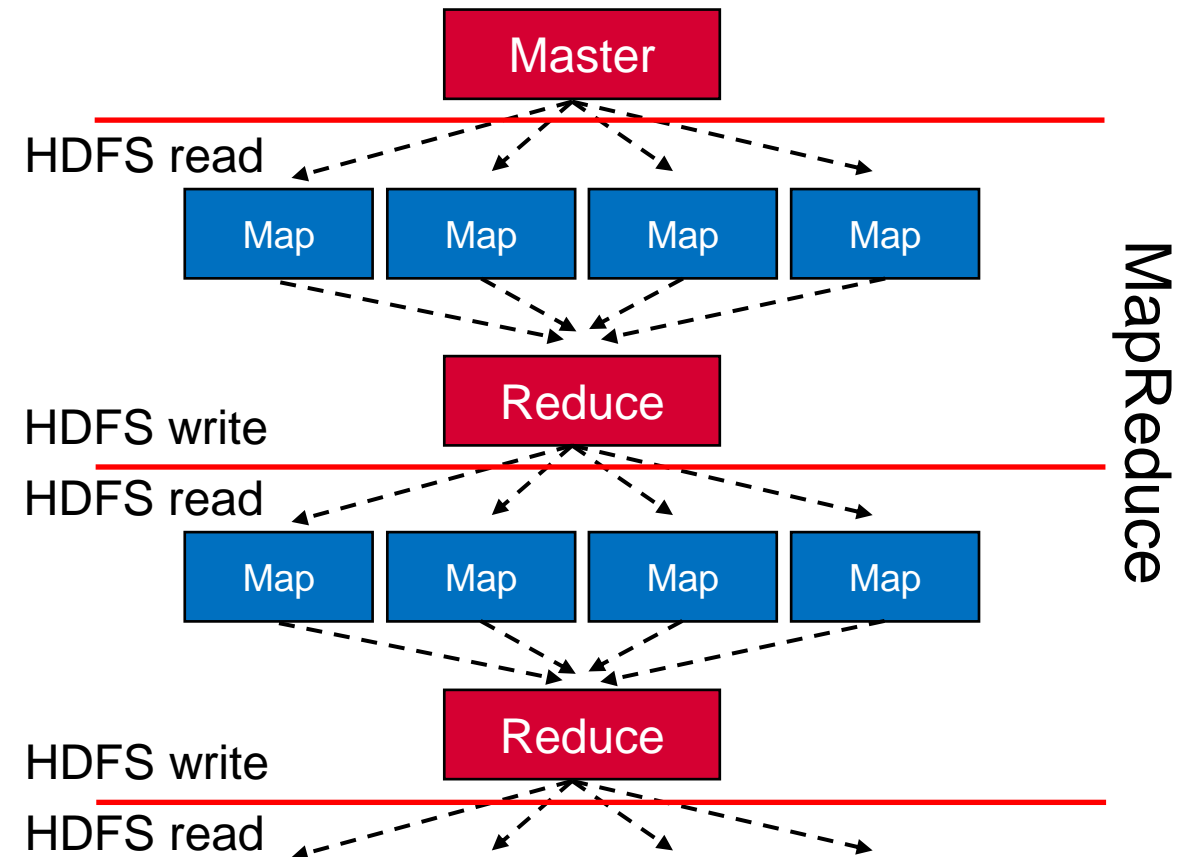 Master
HDFS read
Map Map Map Map
MapReduce
Reduce
HDFS write
HDFS read
Map Map Map Map
Reduce
HDFS write
HDFS read